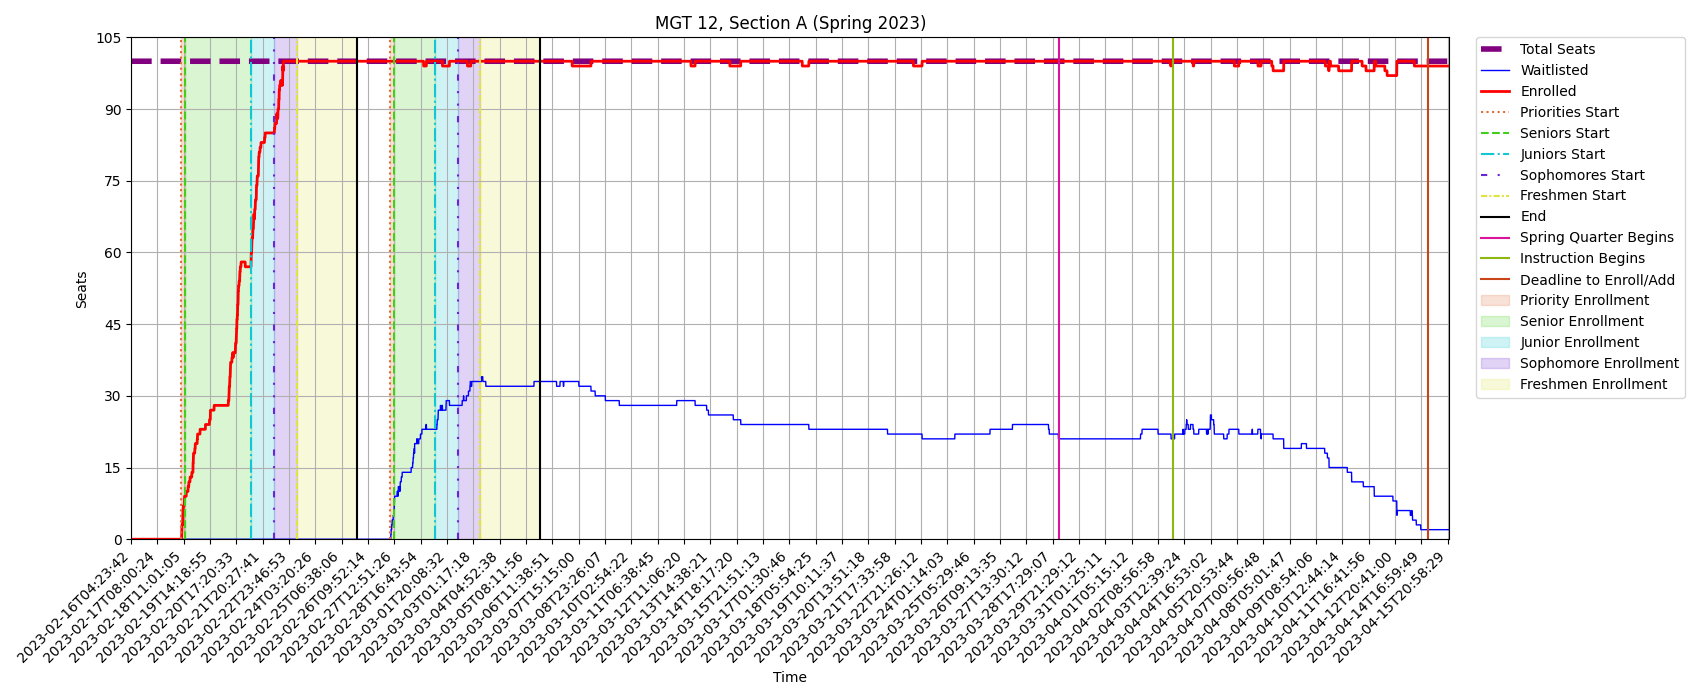 MGT 12, Section A (Spring 2023)
105
90
75
60
45
30
15
0
Seats
2023-02-16T04:23:42
2023-02-17T08:00:24
2023-02-18T11:01:05
2023-02-19T14:18:55
2023-02-20T17:20:33
2023-02-21T20:27:41
2023-02-22T23:46:53
2023-02-24T03:20:26
2023-02-25T06:38:06
2023-02-26T09:52:14
2023-02-27T12:51:26
2023-02-28T16:43:54
2023-03-01T20:08:32
2023-03-03T01:17:18
2023-03-04T04:52:38
2023-03-05T08:11:56
2023-03-06T11:38:51
2023-03-07T15:15:00
2023-03-08T23:26:07
2023-03-10T02:54:22
2023-03-11T06:38:45
2023-03-12T11:06:20
2023-03-13T14:38:21
2023-03-14T18:17:20
2023-03-15T21:51:13
2023-03-17T01:30:46
2023-03-18T05:54:25
2023-03-19T10:11:37
2023-03-20T13:51:18
2023-03-21T17:33:58
2023-03-22T21:26:12
2023-03-24T01:14:03
2023-03-25T05:29:46
2023-03-26T09:13:35
2023-03-27T13:30:12
2023-03-28T17:29:07
2023-03-29T21:29:12
2023-03-31T01:25:11
2023-04-01T05:15:12
2023-04-02T08:56:58
2023-04-03T12:39:24
2023-04-04T16:53:02
2023-04-05T20:53:44
2023-04-07T00:56:48
2023-04-08T05:01:47
2023-04-09T08:54:06
2023-04-10T12:44:14
2023-04-11T16:41:56
2023-04-12T20:41:00
2023-04-14T16:59:49
2023-04-15T20:58:29
Time
Total Seats
Waitlisted
Enrolled
Priorities Start
Seniors Start
Juniors Start
Sophomores Start
Freshmen Start
End
Spring Quarter Begins
Instruction Begins
Deadline to Enroll/Add
Priority Enrollment
Senior Enrollment
Junior Enrollment
Sophomore Enrollment
Freshmen Enrollment